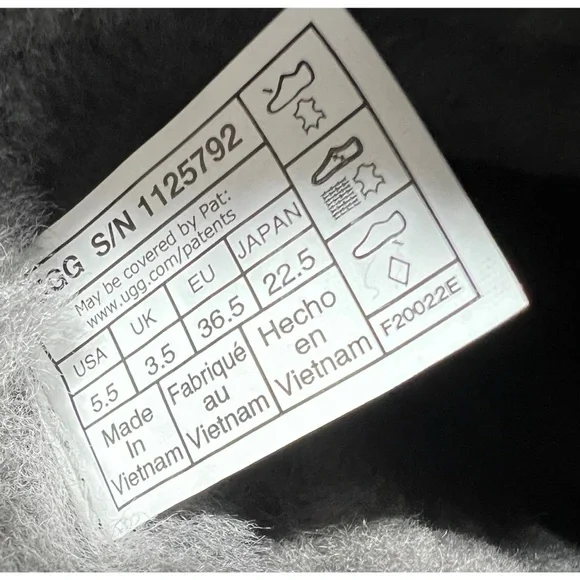 UGG S/N 1125792
May be covered by Pat:
www.ugg.com/patents
USA UK EU JAPAN
5.5 3.5 36.5 22.5
Made
In
Vietnam
Fabriqué
au
Vietnam
Hecho
en
Vietnam
F20022E